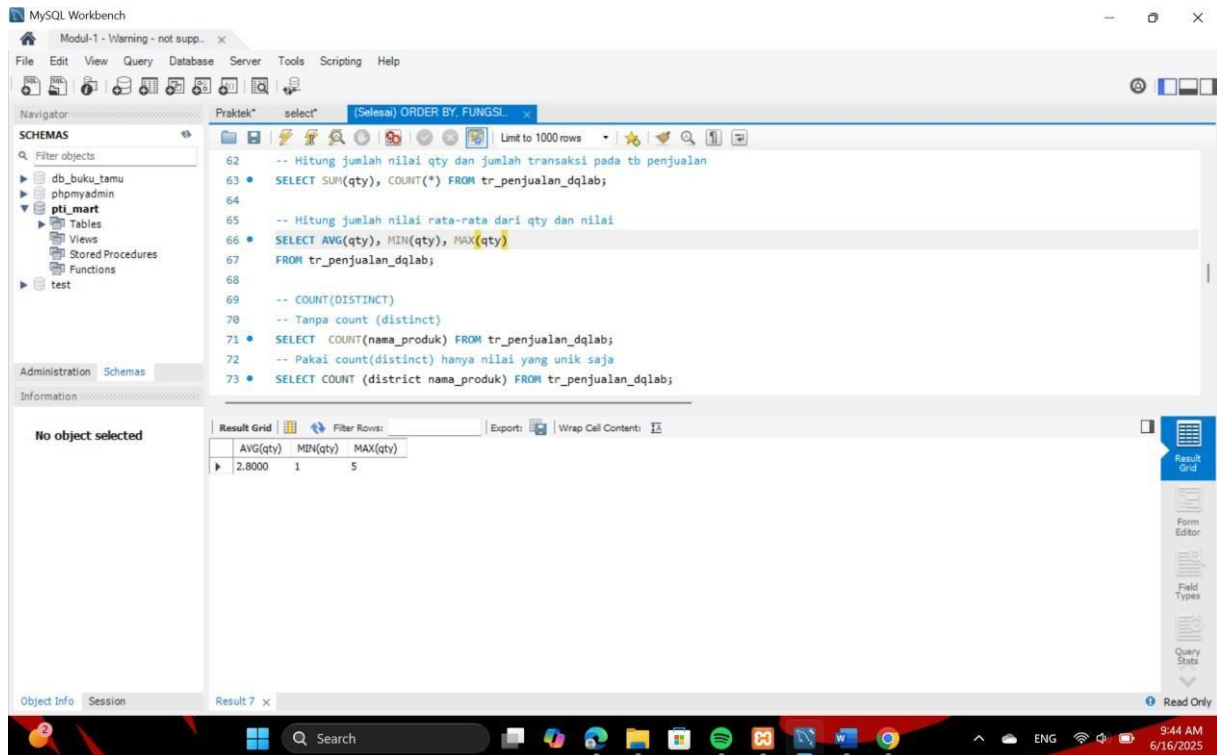 MySQL Workbench
Modul-1 - Warning - not supp...
File Edit View Query Database Server Tools Scripting Help
Navigator
SCHEMAS
Filter objects
db_buku_tamu
phpmyadmin
pti_mart
Tables
Views
Stored Procedures
Functions
test
Administration Schemas
Information
No object selected
Object Info Session
Praktek* select* (Selesai) ORDER BY, FUNGSI...
Limit to 1000 rows
62 -- Hitung jumlah nilai qty dan jumlah transaksi pada tb penjualan
63 SELECT SUM(qty), COUNT(*) FROM tr_penjualan_dqlab;
64
65 -- Hitung jumlah nilai rata-rata dari qty dan nilai
66 SELECT AVG(qty), MIN(qty), MAX(qty)
67 FROM tr_penjualan_dqlab;
68
69 -- COUNT(DISTINCT)
70 -- Tanpa count (distinct)
71 SELECT COUNT(nama_produk) FROM tr_penjualan_dqlab;
72 -- Pakai count(distinct) hanya nilai yang unik saja
73 SELECT COUNT (district nama_produk) FROM tr_penjualan_dqlab;
Result Grid Filter Rows: Export: Wrap Cell Content:
AVG(qty) MIN(qty) MAX(qty)
2.8000 1 5
Result Grid
Form Editor
Field Types
Query Stats
Result 7
Read Only
2
Search
ENG
9:44 AM
6/16/2025